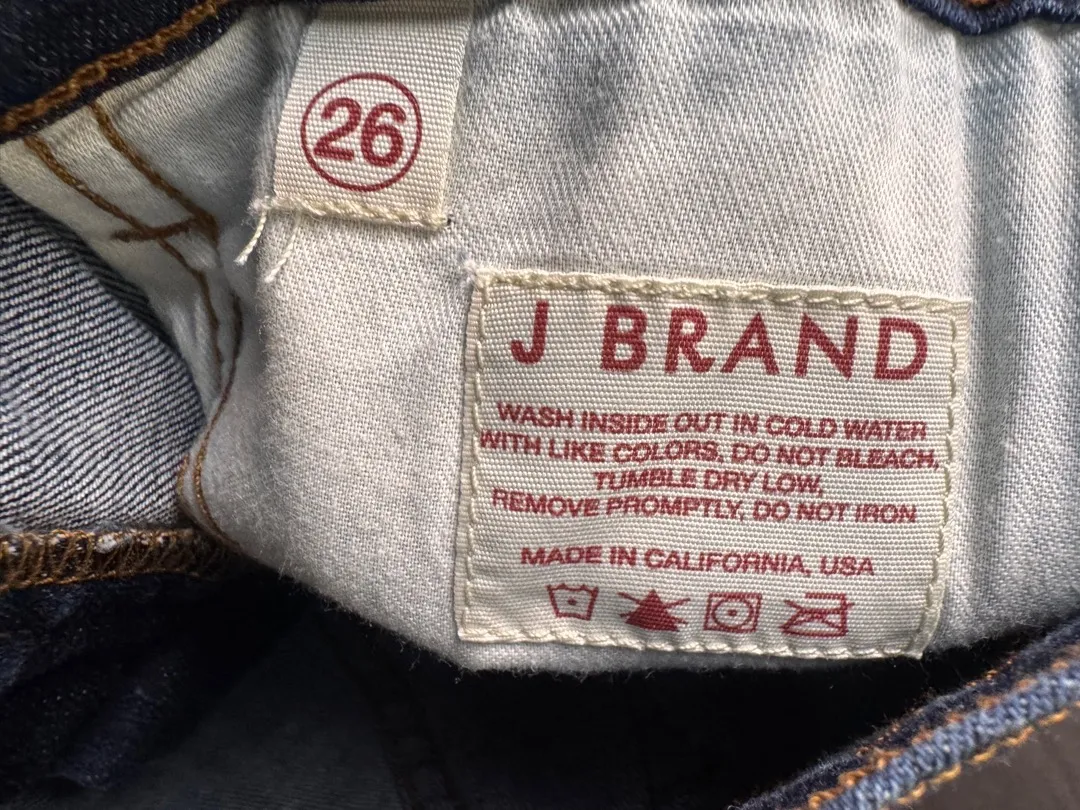 26
J BRAND
WASH INSIDE OUT IN COLD WATER
WITH LIKE COLORS, DO NOT BLEACH,
TUMBLE DRY LOW,
REMOVE PROMPTLY, DO NOT IRON
MADE IN CALIFORNIA, USA